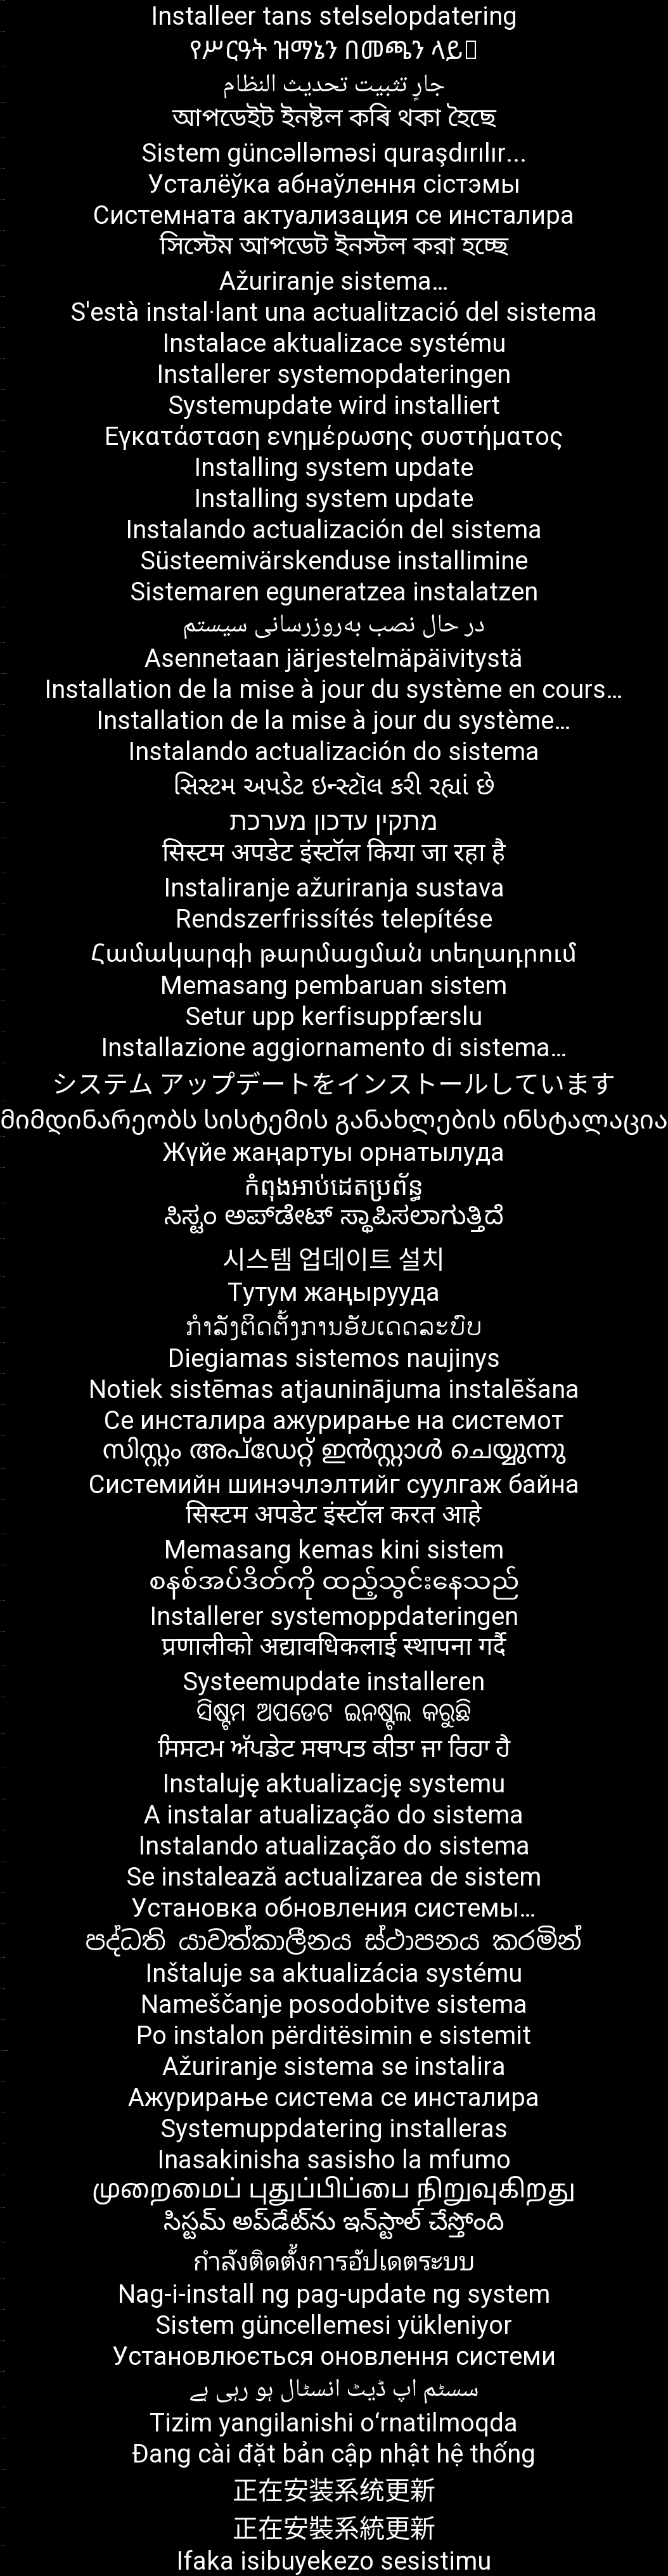 Installeer tans stelselopdatering
የሥርዓት ዝማኔን በመጫን ላይ
جارٍ تثبيت تحديث النظام
আপডেইট ইনষ্টল কৰি থকা হৈছে
Sistem güncəlləməsi quraşdırılır...
Усталёўка абнаўлення сістэмы
Системната актуализация се инсталира
সিস্টেম আপডেট ইনস্টল করা হচ্ছে
Ažuriranje sistema…
S'està instal·lant una actualització del sistema
Instalace aktualizace systému
Installerer systemopdateringen
Systemupdate wird installiert
Εγκατάσταση ενημέρωσης συστήματος
Installing system update
Installing system update
Instalando actualización del sistema
Süsteemivärskenduse installimine
Sistemaren eguneratzea instalatzen
در حال نصب به‌روزرسانی سیستم
Asennetaan järjestelmäpäivitystä
Installation de la mise à jour du système en cours…
Installation de la mise à jour du système…
Instalando actualización do sistema
સિસ્ટમ અપડેટ ઇન્સ્ટૉલ કરી રહ્યાં છે
מתקין עדכון מערכת
सिस्टम अपडेट इंस्टॉल किया जा रहा है
Instaliranje ažuriranja sustava
Rendszerfrissítés telepítése
Համակարգի թարմացման տեղադրում
Memasang pembaruan sistem
Setur upp kerfisuppfærslu
Installazione aggiornamento di sistema…
システム アップデートをインストールしています
მიმდინარეობს სისტემის განახლების ინსტალაცია
Жүйе жаңартуы орнатылуда
កំពុងអាប់ដេតប្រព័ន្ធ
ಸಿಸ್ಟಂ ಅಪ್‌ಡೇಟ್‌ ಸ್ಥಾಪಿಸಲಾಗುತ್ತಿದೆ
시스템 업데이트 설치
Тутум жаңырууда
ກຳລັງຕິດຕັ້ງການອັບເດດລະບົບ
Diegiamas sistemos naujinys
Notiek sistēmas atjauninājuma instalēšana
Се инсталира ажурирање на системот
സിസ്റ്റം അപ്ഡേറ്റ് ഇൻസ്റ്റാൾ ചെയ്യുന്നു
Системийн шинэчлэлтийг суулгаж байна
सिस्टम अपडेट इंस्टॉल करत आहे
Memasang kemas kini sistem
စနစ်အပ်ဒိတ်ကို ထည့်သွင်းနေသည်
Installerer systemoppdateringen
प्रणालीको अद्यावधिकलाई स्थापना गर्दै
Systeemupdate installeren
ସିଷ୍ଟମ ଅପଡେଟ ଇନଷ୍ଟଲ କରୁଛି
ਸਿਸਟਮ ਅੱਪਡੇਟ ਸਥਾਪਤ ਕੀਤਾ ਜਾ ਰਿਹਾ ਹੈ
Instaluję aktualizację systemu
A instalar atualização do sistema
Instalando atualização do sistema
Se instalează actualizarea de sistem
Установка обновления системы…
පද්ධති යාවත්කාලීනය ස්ථාපනය කරමින්
Inštaluje sa aktualizácia systému
Nameščanje posodobitve sistema
Po instalon përditësimin e sistemit
Ažuriranje sistema se instalira
Ажурирање система се инсталира
Systemuppdatering installeras
Inasakinisha sasisho la mfumo
முறைமைப் புதுப்பிப்பை நிறுவுகிறது
సిస్టమ్ అప్‌డేట్‌ను ఇన్‌స్టాల్ చేస్తోంది
กำลังติดตั้งการอัปเดตระบบ
Nag-i-install ng pag-update ng system
Sistem güncellemesi yükleniyor
Установлюється оновлення системи
سسٹم اپ ڈیٹ انسٹال ہو رہی ہے
Tizim yangilanishi o‘rnatilmoqda
Đang cài đặt bản cập nhật hệ thống
正在安装系统更新
正在安裝系統更新
Ifaka isibuyekezo sesistimu